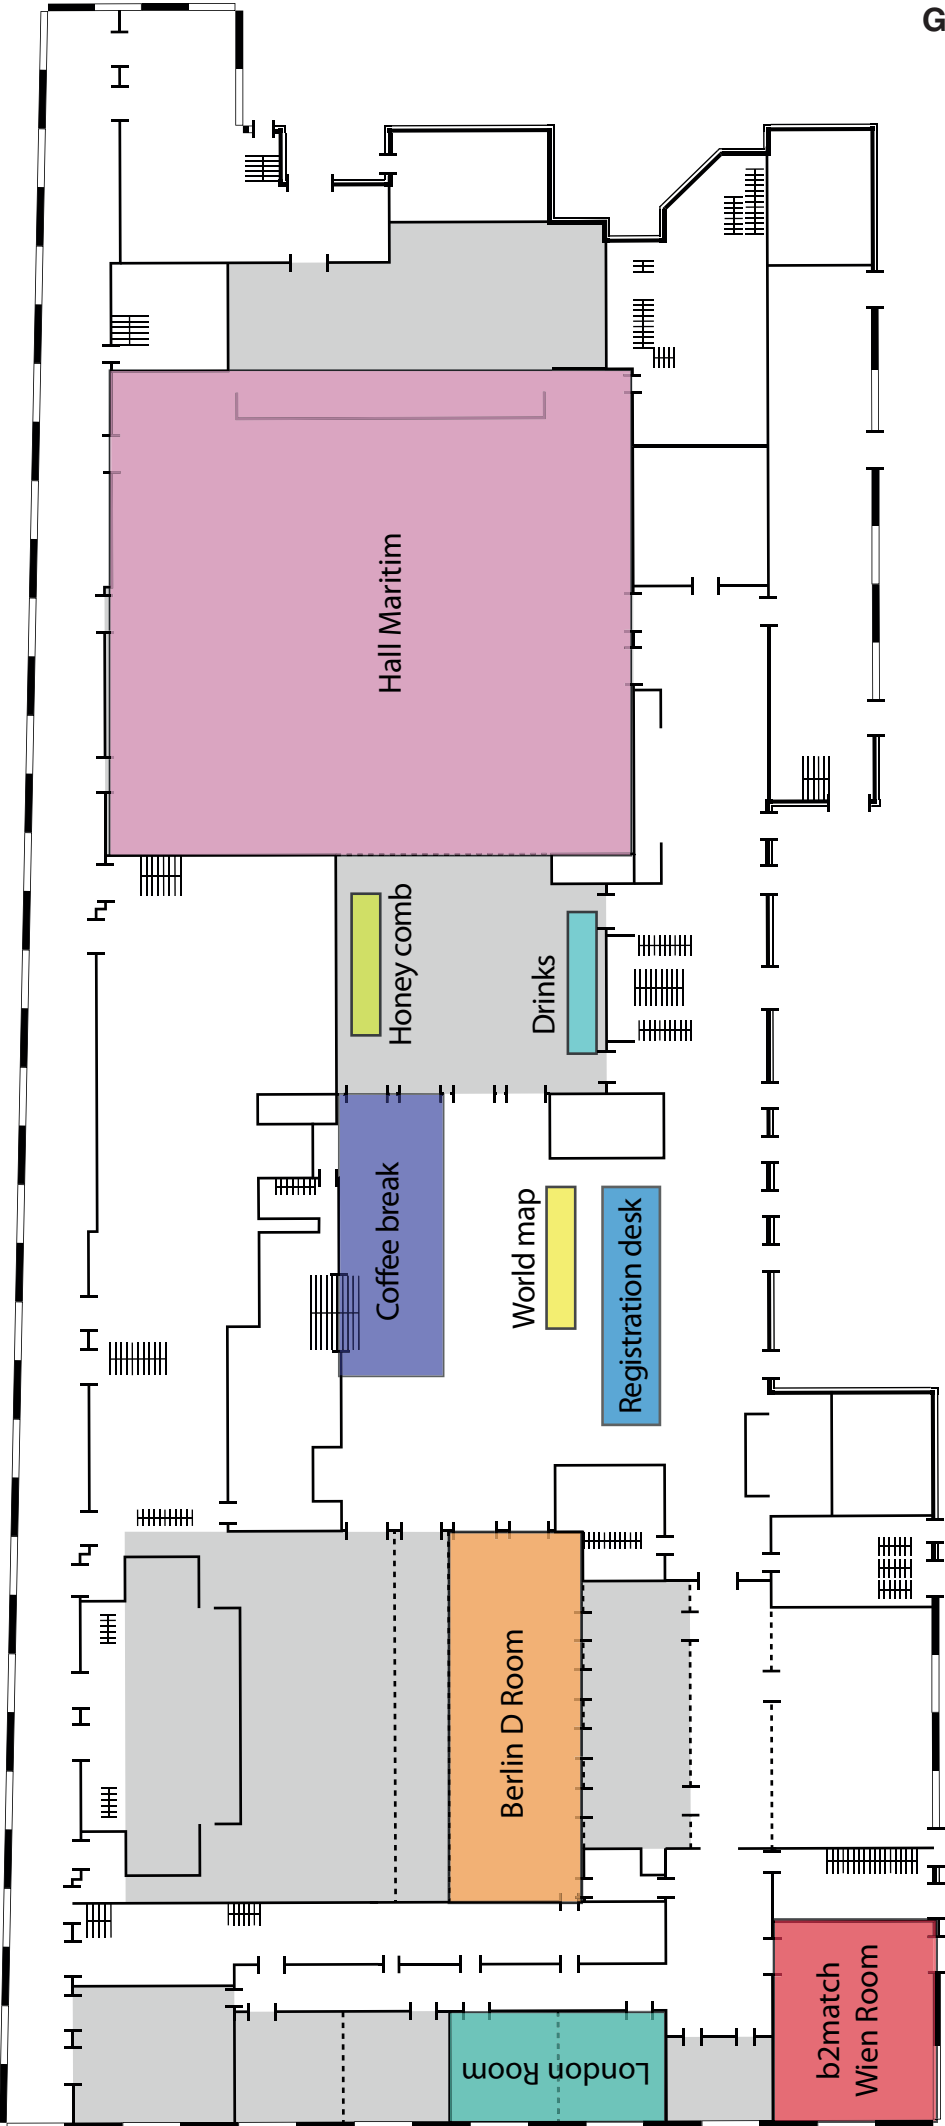 G
Hall Maritim
Honey comb
Drinks
Coffee break
World map
Registration desk
Berlin D Room
London Room
b2match
Wien Room